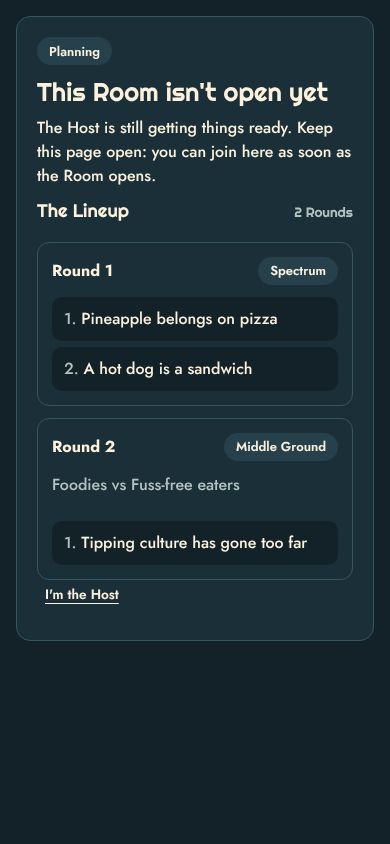 Planning
This Room isn't open yet
The Host is still getting things ready. Keep
this page open: you can join here as soon as
the Room opens.
The Lineup
2 Rounds
Round 1
Spectrum
1. Pineapple belongs on pizza
2. A hot dog is a sandwich
Round 2
Middle Ground
Foodies vs Fuss-free eaters
1. Tipping culture has gone too far
I'm the Host